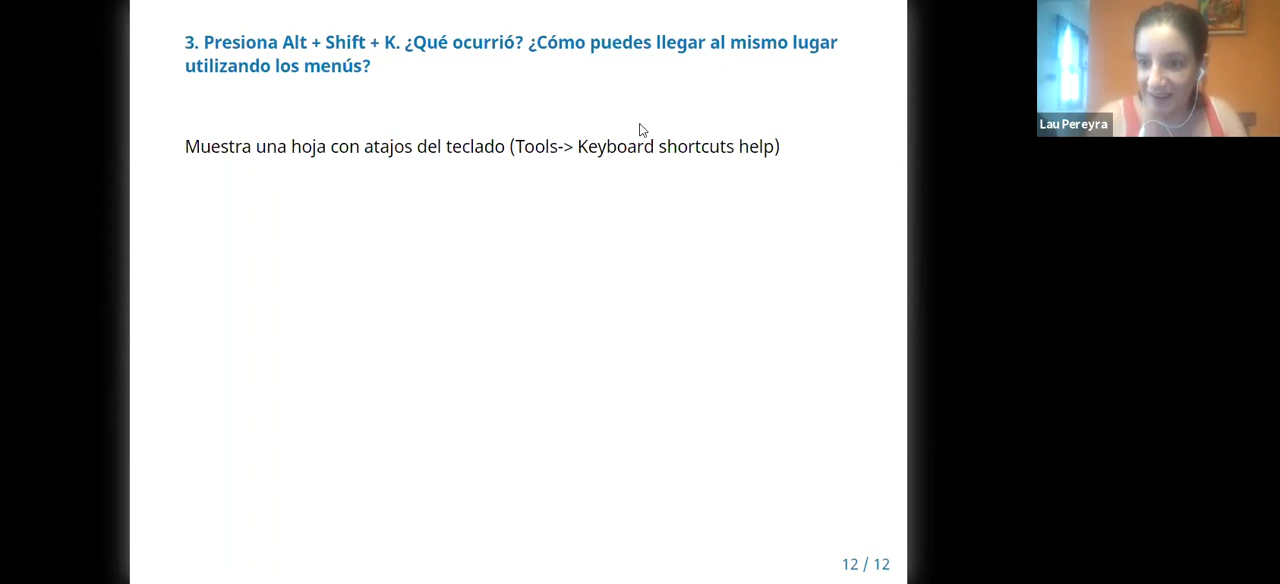 3. Presiona Alt + Shift + K. ¿Qué ocurrió? ¿Cómo puedes llegar al mismo lugar
utilizando los menús?
Muestra una hoja con atajos del teclado (Tools-> Keyboard shortcuts help)
12 / 12
Lau Pereyra